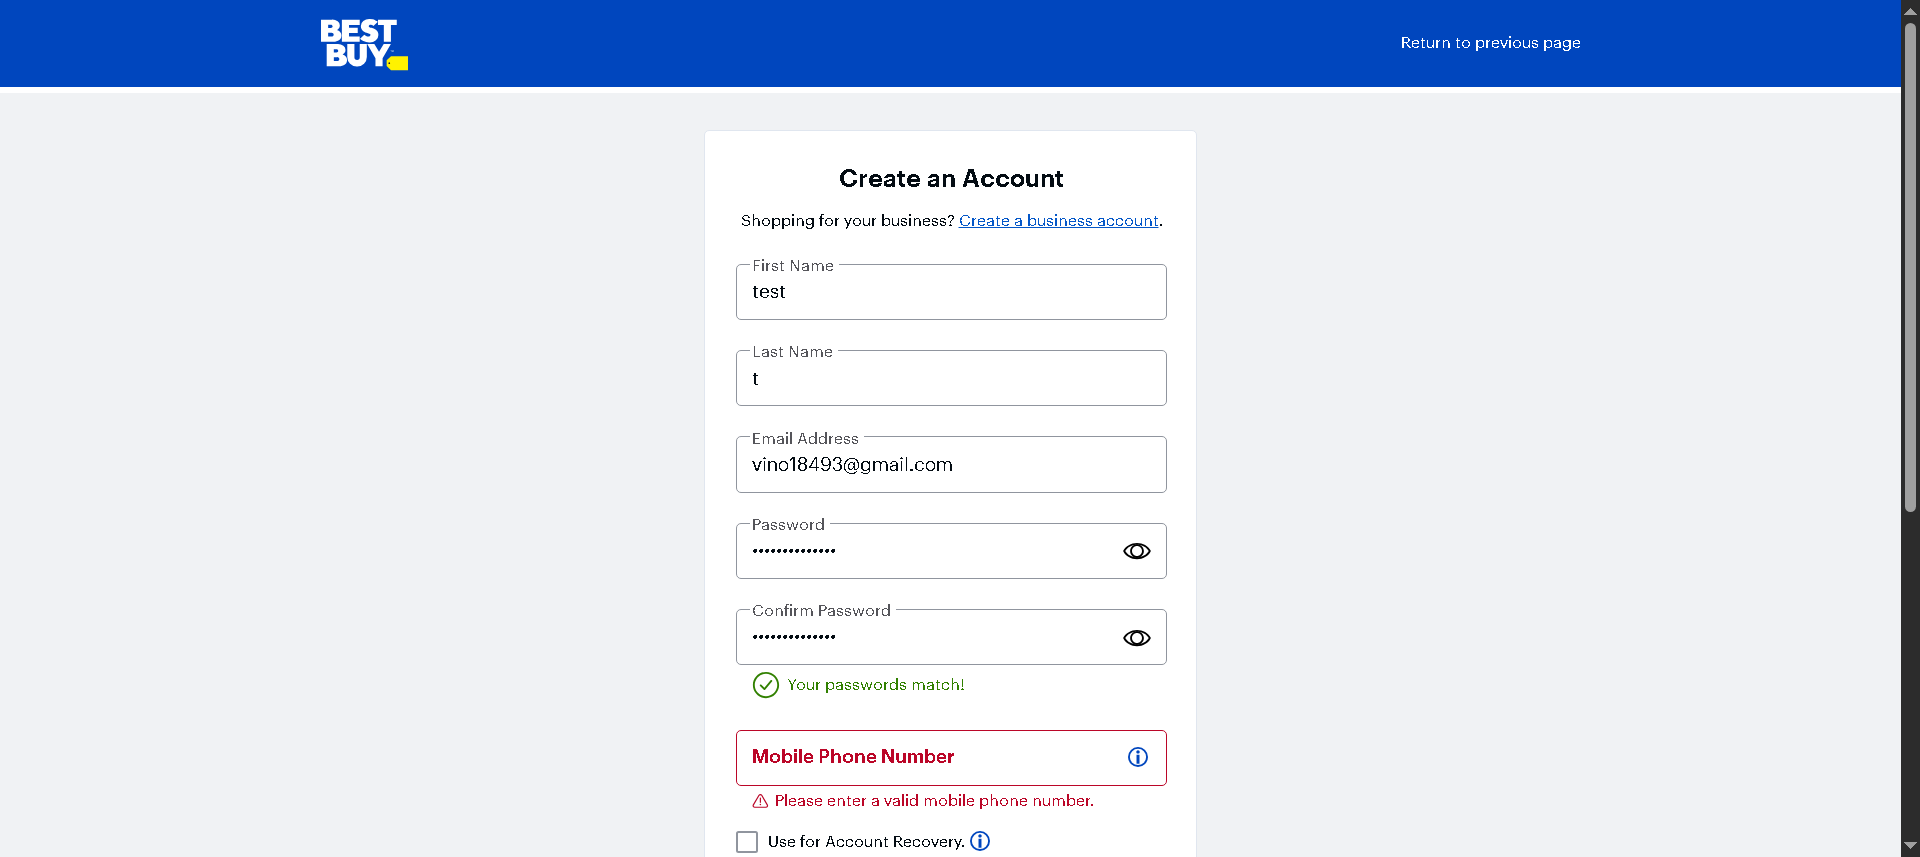 BEST
BUY
Return to previous page
Create an Account
Shopping for your business? Create a business account.
First Name
test
Last Name
t
Email Address
vino18493@gmail.com
Password
••••••••••••••
Confirm Password
••••••••••••••
Your passwords match!
Mobile Phone Number
Please enter a valid mobile phone number.
Use for Account Recovery.